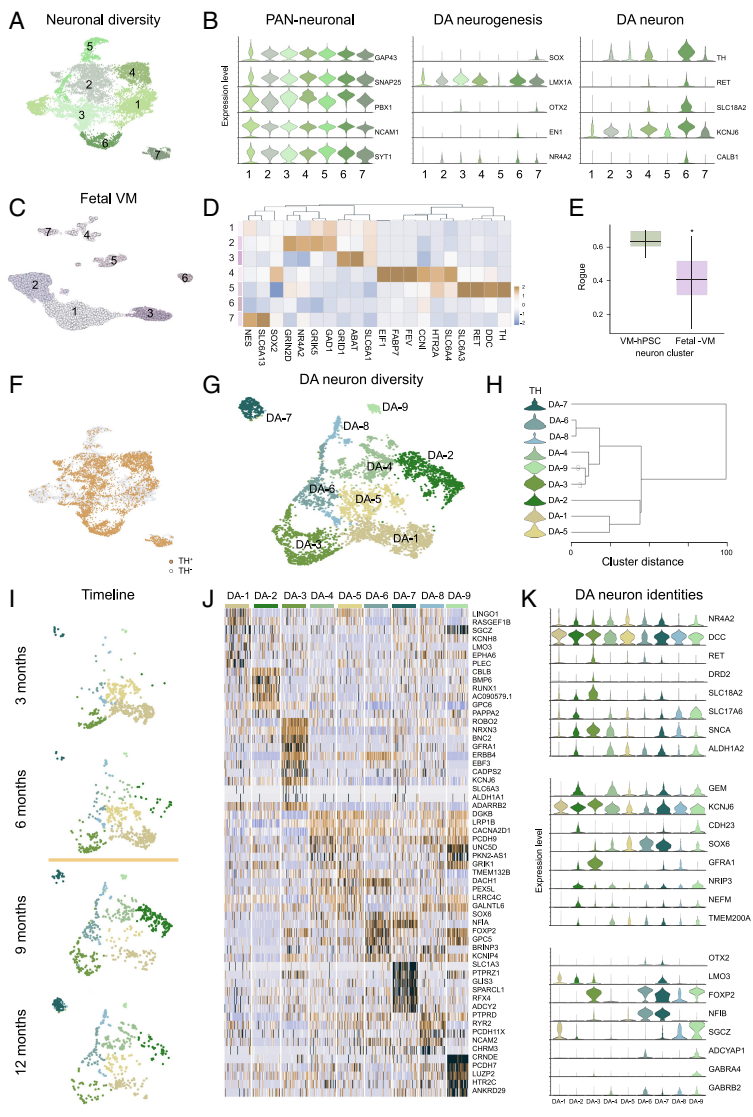 A
Neuronal diversity
5
4
2
1
3
6
7
B
PAN-neuronal
DA neurogenesis
DA neuron
Expression level
GAP43
SNAP25
PBX1
NCAM1
SYT1
1 2 3 4 5 6 7
SOX
LMX1A
OTX2
EN1
NR4A2
1 2 3 4 5 6 7
TH
RET
SLC18A2
KCNJ6
CALB1
1 2 3 4 5 6 7
C
Fetal VM
7
4
5
6
2
1
3
D
1
2
3
4
5
6
7
2
1
0
-1
-2
NES
SLC6A13
SOX2
GRIN2D
NR4A2
GRIK5
GAD1
GRID1
ABAT
SLC6A1
EIF1
FABP7
FEV
CCNI
HTR2A
SLC6A4
SLC6A3
RET
DDC
TH
E
Rogue
0.6
0.4
0.2
*
VM-hPSC
Fetal -VM
neuron cluster
F
TH+
TH-
G
DA neuron diversity
DA-7
DA-9
DA-8
DA-2
DA-4
DA-6
DA-5
DA-3
DA-1
H
TH
DA-7
DA-6
DA-8
DA-4
DA-9
DA-3
DA-2
DA-1
DA-5
0 50 100
Cluster distance
I
Timeline
3 months
6 months
9 months
12 months
J
DA-1 DA-2 DA-3 DA-4 DA-5 DA-6 DA-7 DA-8 DA-9
LINGO1
RASGEF1B
SGCZ
KCNH8
LMO3
EPHA6
PLEC
CBLB
BMP6
RUNX1
AC090579.1
GPC6
PAPPA2
ROBO2
NRXN3
BNC2
GFRA1
ERBB4
EBF3
CADPS2
KCNJ6
SLC6A3
ALDH1A1
ADARRB2
DGKB
LRP1B
CACNA2D1
PCDH9
UNC5D
PKN2-AS1
GRIK1
TMEM132B
DACH1
PEX5L
LRRC4C
GALNTL6
SOX6
NFIA
FOXP2
GPC5
BRINP3
KCNIP4
SLC1A3
PTPRZ1
GLIS3
SPARCL1
RFX4
ADCY2
PTPRD
RYR2
PCDH11X
NCAM2
CHRM3
CRNDE
PCDH7
LUZP2
HTR2C
ANKRD29
K
DA neuron identities
Expression level
NR4A2
DCC
RET
DRD2
SLC18A2
SLC17A6
SNCA
ALDH1A2
GEM
KCNJ6
CDH23
SOX6
GFRA1
NRIP3
NEFM
TMEM200A
OTX2
LMO3
FOXP2
NFIB
SGCZ
ADCYAP1
GABRA4
GABRB2
DA-1 DA-2 DA-3 DA-4 DA-5 DA-6 DA-7 DA-8 DA-9